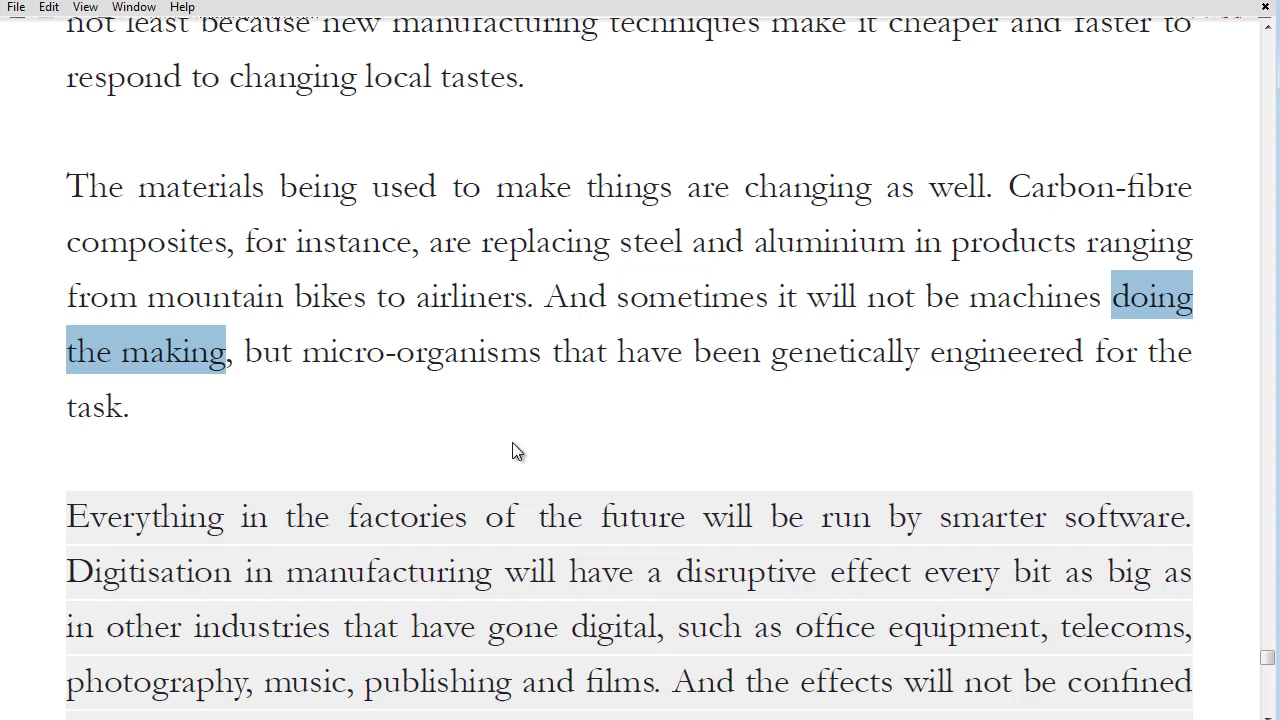 File Edit View Window Help
not least because new manufacturing techniques make it cheaper and faster to
respond to changing local tastes.
The materials being used to make things are changing as well. Carbon-fibre
composites, for instance, are replacing steel and aluminium in products ranging
from mountain bikes to airliners. And sometimes it will not be machines doing
the making, but micro-organisms that have been genetically engineered for the
task.
Everything in the factories of the future will be run by smarter software.
Digitisation in manufacturing will have a disruptive effect every bit as big as
in other industries that have gone digital, such as office equipment, telecoms,
photography, music, publishing and films. And the effects will not be confined